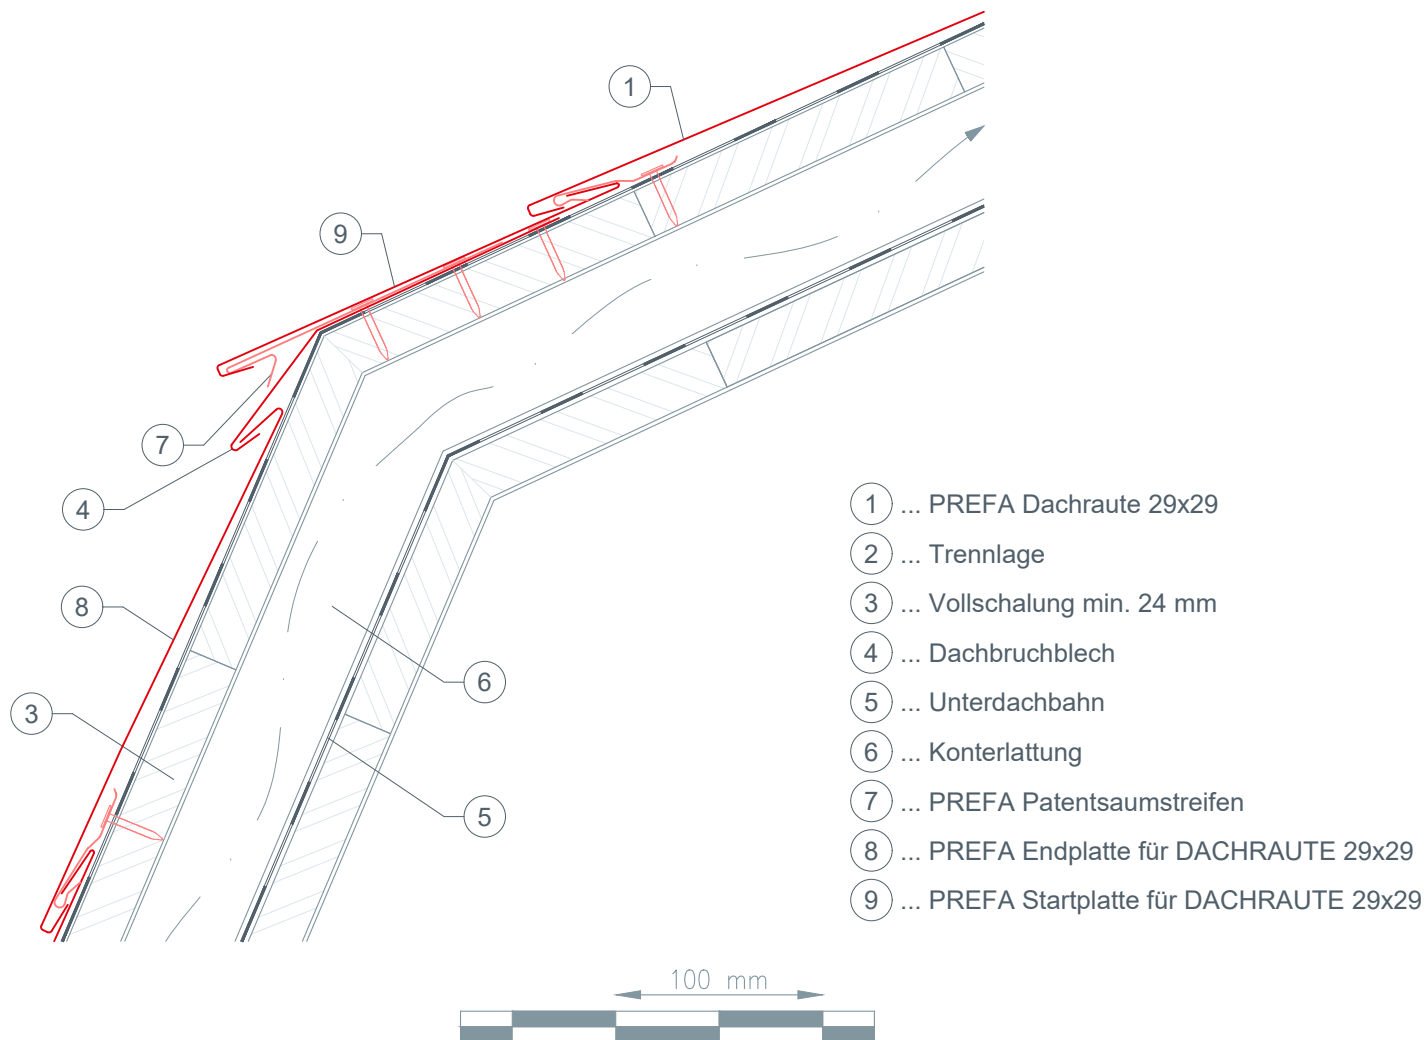 1
9
7
4
8
3
6
5
1 ... PREFA Dachraute 29x29
2 ... Trennlage
3 ... Vollschalung min. 24 mm
4 ... Dachbruchblech
5 ... Unterdachbahn
6 ... Konterlattung
7 ... PREFA Patentsaumstreifen
8 ... PREFA Endplatte für DACHRAUTE 29x29
9 ... PREFA Startplatte für DACHRAUTE 29x29
100 mm